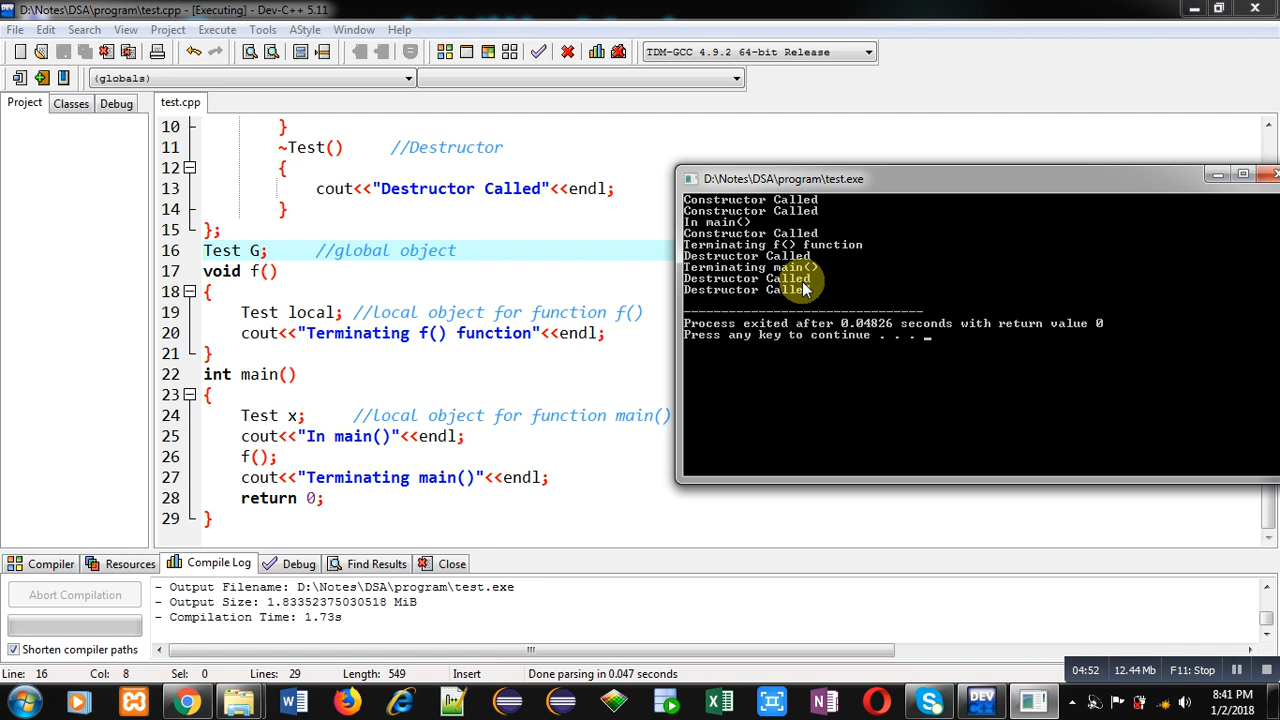 D:\Notes\DSA\program\test.cpp - [Executing] - Dev-C++ 5.11
File Edit Search View Project Execute Tools AStyle Window Help
TDM-GCC 4.9.2 64-bit Release
(globals)
Project Classes Debug
test.cpp
10 }
11 ~Test() //Destructor
12 {
13 cout<<"Destructor Called"<<endl;
14 }
15 };
16 Test G; //global object
17 void f()
18 {
19 Test local; //local object for function f()
20 cout<<"Terminating f() function"<<endl;
21 }
22 int main()
23 {
24 Test x; //local object for function main()
25 cout<<"In main()"<<endl;
26 f();
27 cout<<"Terminating main()"<<endl;
28 return 0;
29 }
D:\Notes\DSA\program\test.exe
Constructor Called
Constructor Called
In main()
Constructor Called
Terminating f() function
Destructor Called
Terminating main()
Destructor Called
Destructor Called
--------------------------------
Process exited after 0.04826 seconds with return value 0
Press any key to continue . . . _
Compiler Resources Compile Log Debug Find Results Close
Abort Compilation
Shorten compiler paths
- Output Filename: D:\Notes\DSA\program\test.exe
- Output Size: 1.83352375030518 MiB
- Compilation Time: 1.73s
Line: 16 Col: 8 Sel: 0 Lines: 29 Length: 549 Insert Done parsing in 0.047 seconds
04:52 12.44 Mb F11: Stop
8:41 PM
1/2/2018